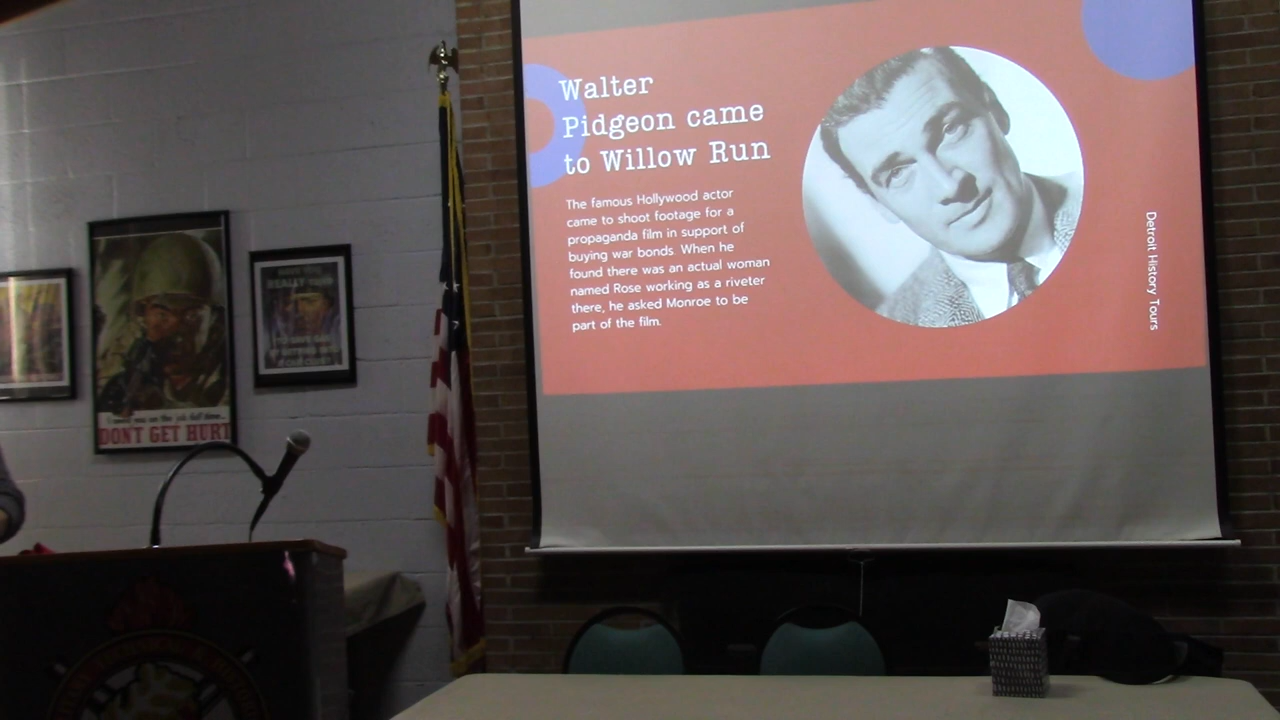 Walter
Pidgeon came
to Willow Run
The famous Hollywood actor
came to shoot footage for a
propaganda film in support of
buying war bonds. When he
found there was an actual woman
named Rose working as a riveter
there, he asked Monroe to be
part of the film.
Detroit History Tours
DON'T GET HURT